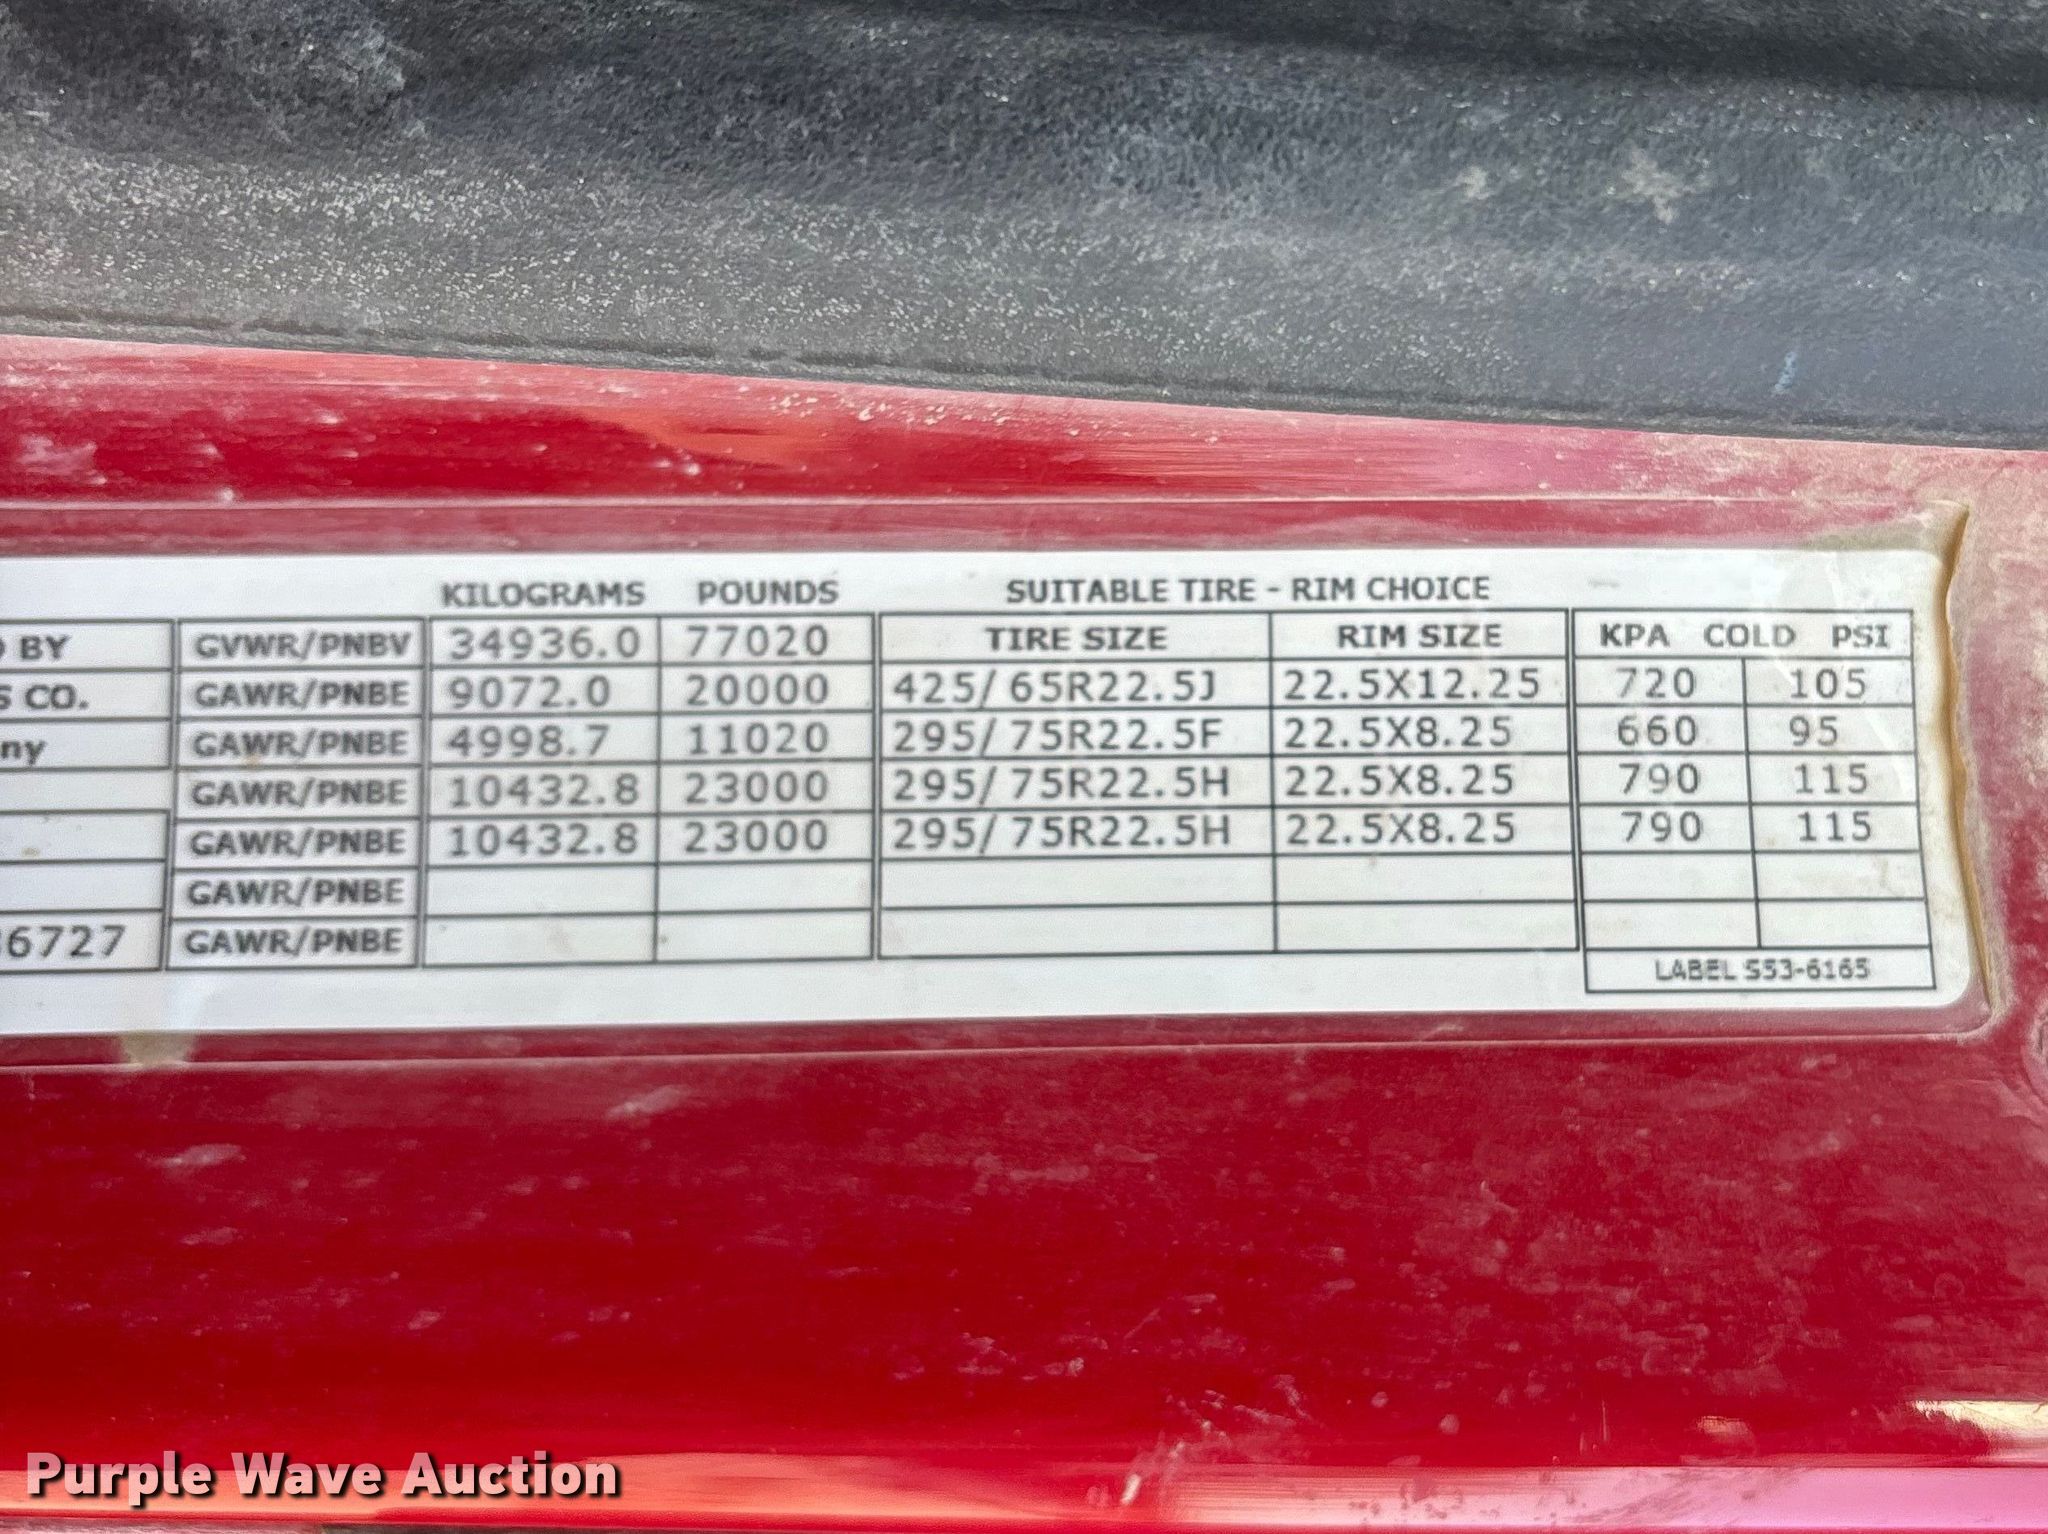 KILOGRAMS POUNDS SUITABLE TIRE - RIM CHOICE
BY GVWR/PNBV 34936.0 77020 TIRE SIZE RIM SIZE KPA COLD PSI
CO. GAWR/PNBE 9072.0 20000 425/ 65R22.5J 22.5X12.25 720 105
ny GAWR/PNBE 4998.7 11020 295/ 75R22.5F 22.5X8.25 660 95
GAWR/PNBE 10432.8 23000 295/ 75R22.5H 22.5X8.25 790 115
GAWR/PNBE 10432.8 23000 295/ 75R22.5H 22.5X8.25 790 115
GAWR/PNBE
6727 GAWR/PNBE
LABEL S53-6165
Purple Wave Auction